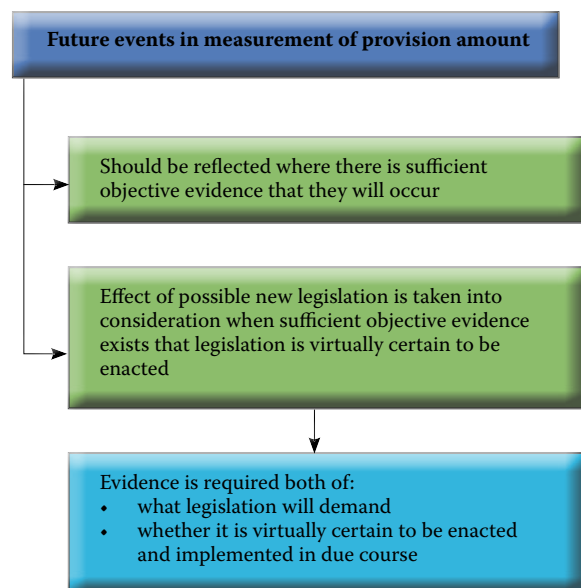 Future events in measurement of provision amount
Should be reflected where there is sufficient
objective evidence that they will occur
Effect of possible new legislation is taken into
consideration when sufficient objective evidence
exists that legislation is virtually certain to be
enacted
Evidence is required both of:
• what legislation will demand
• whether it is virtually certain to be enacted
and implemented in due course